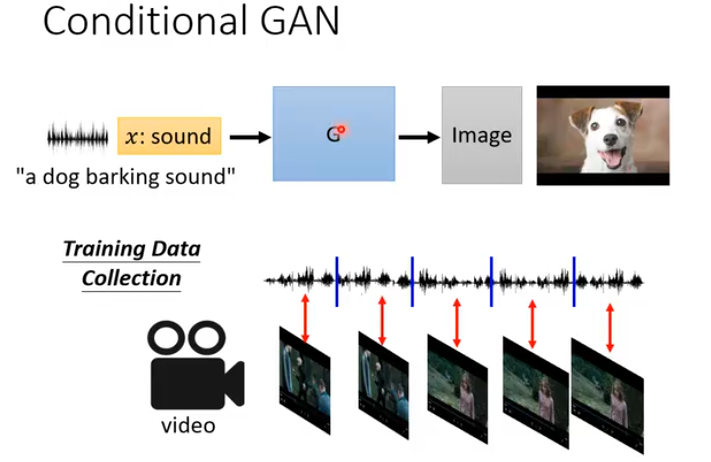 Conditional GAN
x: sound
G
Image
"a dog barking sound"
Training Data
Collection
video